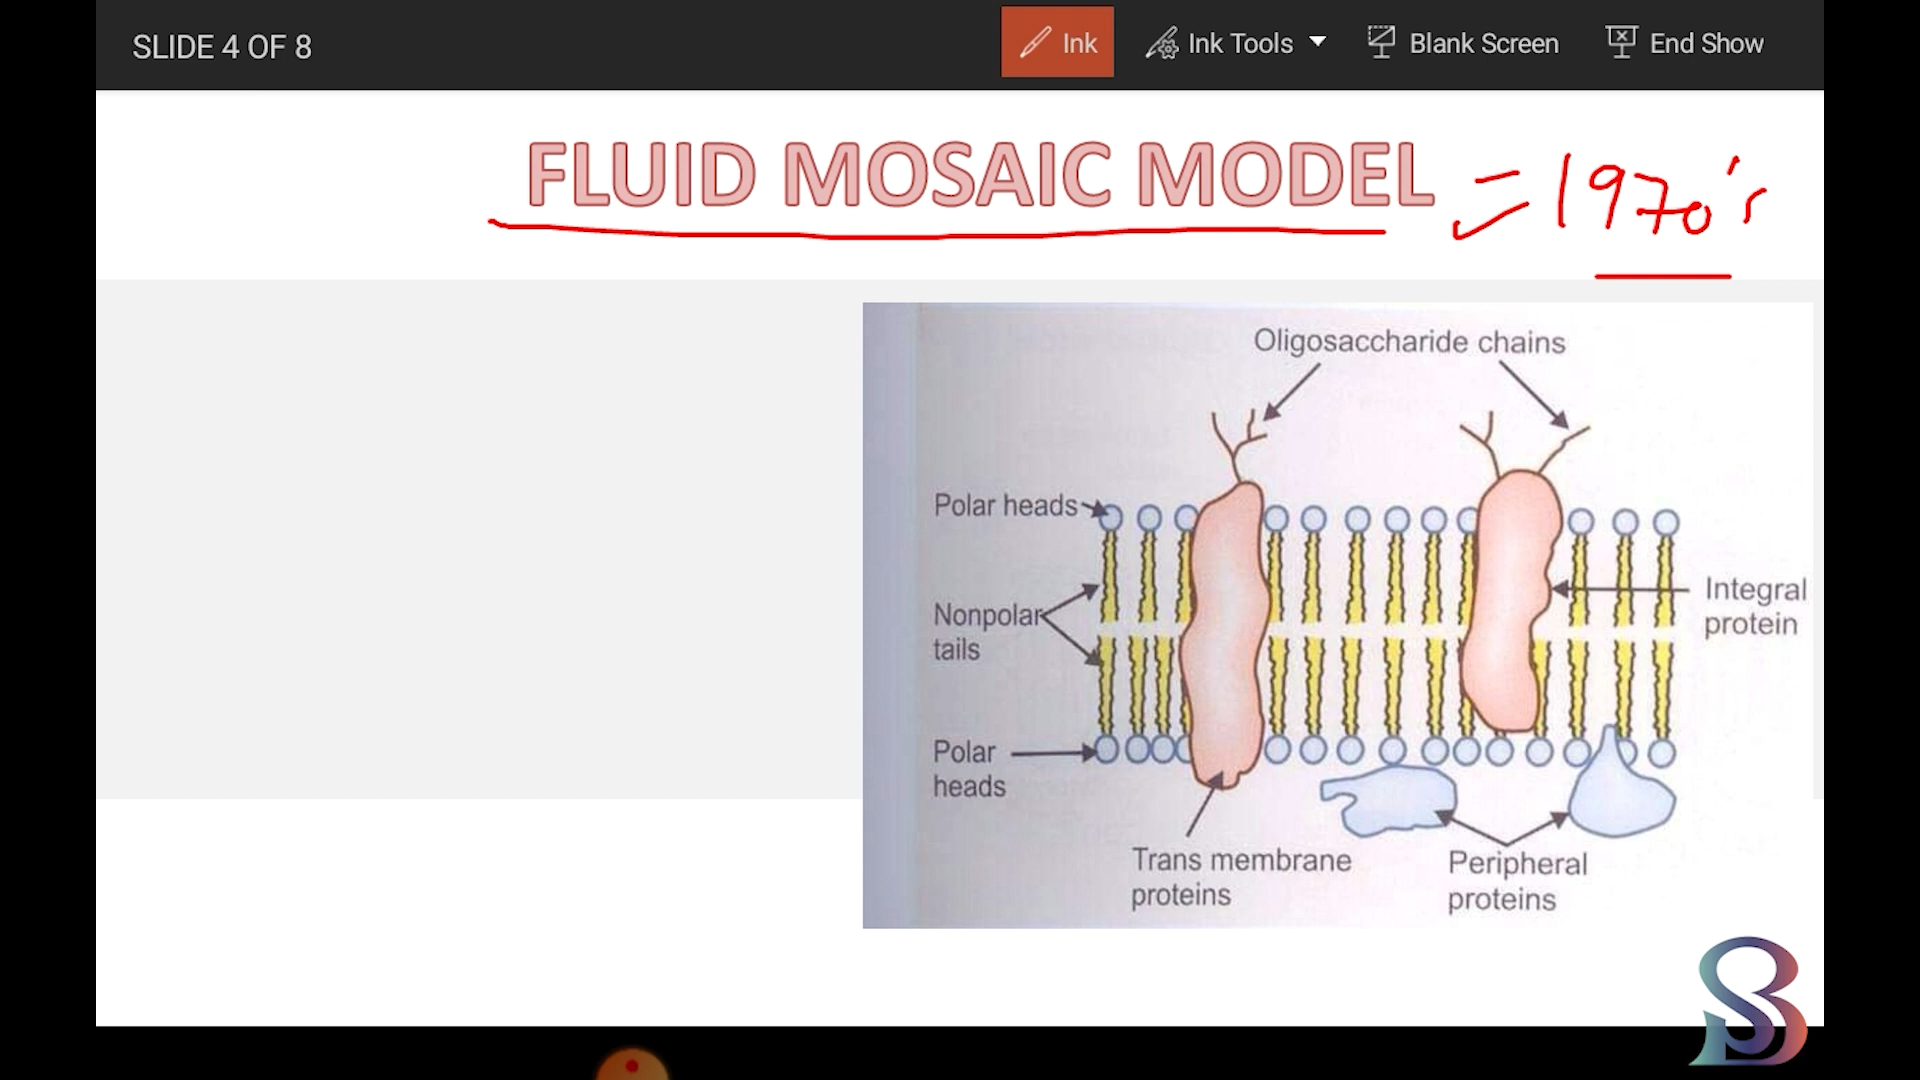 SLIDE 4 OF 8
Ink
Ink Tools
Blank Screen
End Show
FLUID MOSAIC MODEL = 1970's
Oligosaccharide chains
Polar heads
Nonpolar
tails
Integral
protein
Polar
heads
Trans membrane
proteins
Peripheral
proteins